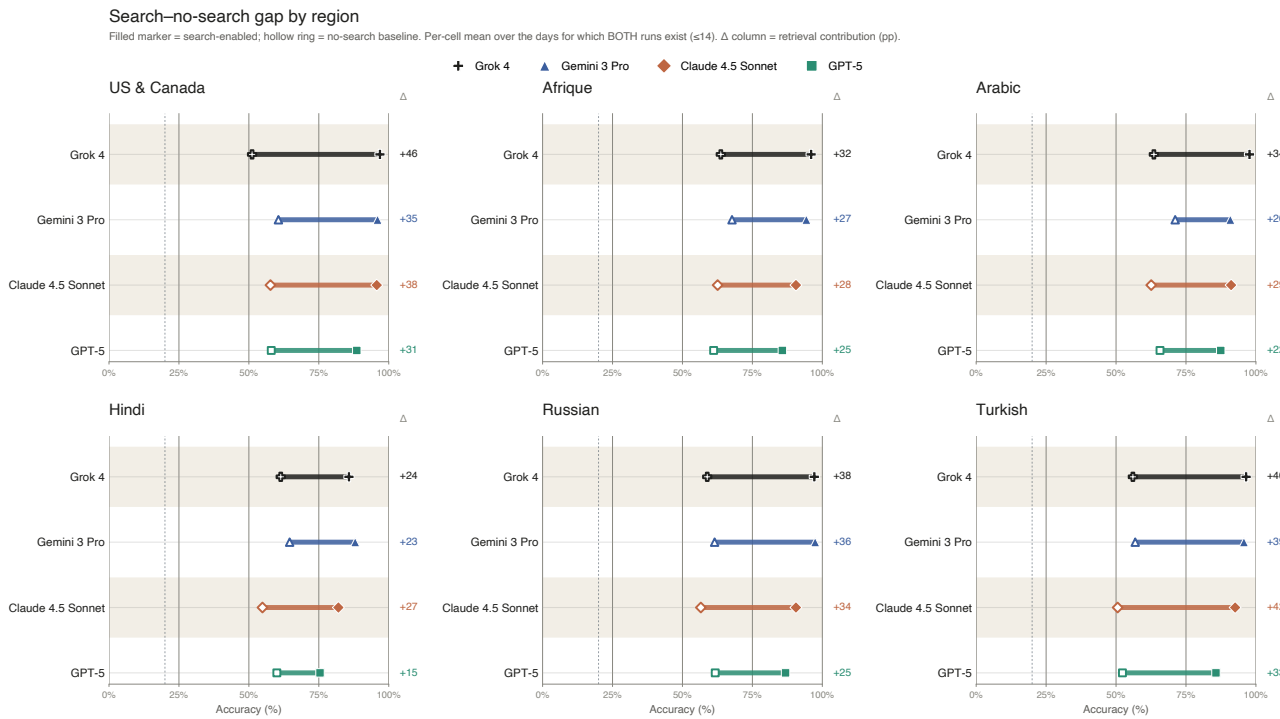 Search–no-search gap by region
Filled marker = search-enabled; hollow ring = no-search baseline. Per-cell mean over the days for which BOTH runs exist (≤14). Δ column = retrieval contribution (pp).
Grok 4 Gemini 3 Pro Claude 4.5 Sonnet GPT-5
US & Canada
Δ
Grok 4 +46
Gemini 3 Pro +35
Claude 4.5 Sonnet +38
GPT-5 +31
0% 25% 50% 75% 100%
Afrique
Δ
Grok 4 +32
Gemini 3 Pro +27
Claude 4.5 Sonnet +28
GPT-5 +25
0% 25% 50% 75% 100%
Arabic
Δ
Grok 4
Gemini 3 Pro
Claude 4.5 Sonnet
GPT-5
0% 25% 50% 75% 100%
Hindi
Δ
Grok 4 +24
Gemini 3 Pro +23
Claude 4.5 Sonnet +27
GPT-5 +15
0% 25% 50% 75% 100%
Accuracy (%)
Russian
Δ
Grok 4 +38
Gemini 3 Pro +36
Claude 4.5 Sonnet +34
GPT-5 +25
0% 25% 50% 75% 100%
Accuracy (%)
Turkish
Δ
Grok 4
Gemini 3 Pro
Claude 4.5 Sonnet
GPT-5
0% 25% 50% 75% 100%
Accuracy (%)